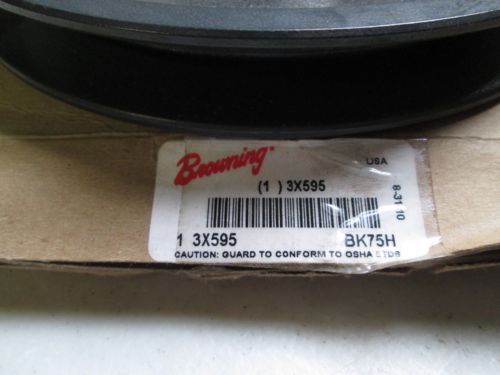 Browning
USA
(1 ) 3X595
8-31-10
1 3X595 BK75H
CAUTION: GUARD TO CONFORM TO OSHA STDS